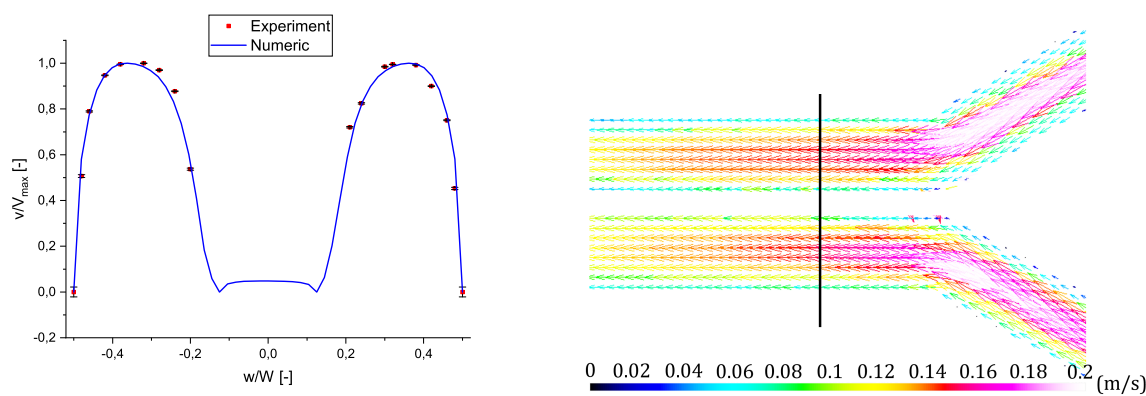 Experiment
Numeric
1,0
0,8
0,6
0,4
0,2
0,0
-0,2
v/Vmax [-]
-0,4 -0,2 0,0 0,2 0,4
w/W [-]
0 0.02 0.04 0.06 0.08 0.1 0.12 0.14 0.16 0.18 0.2 (m/s)